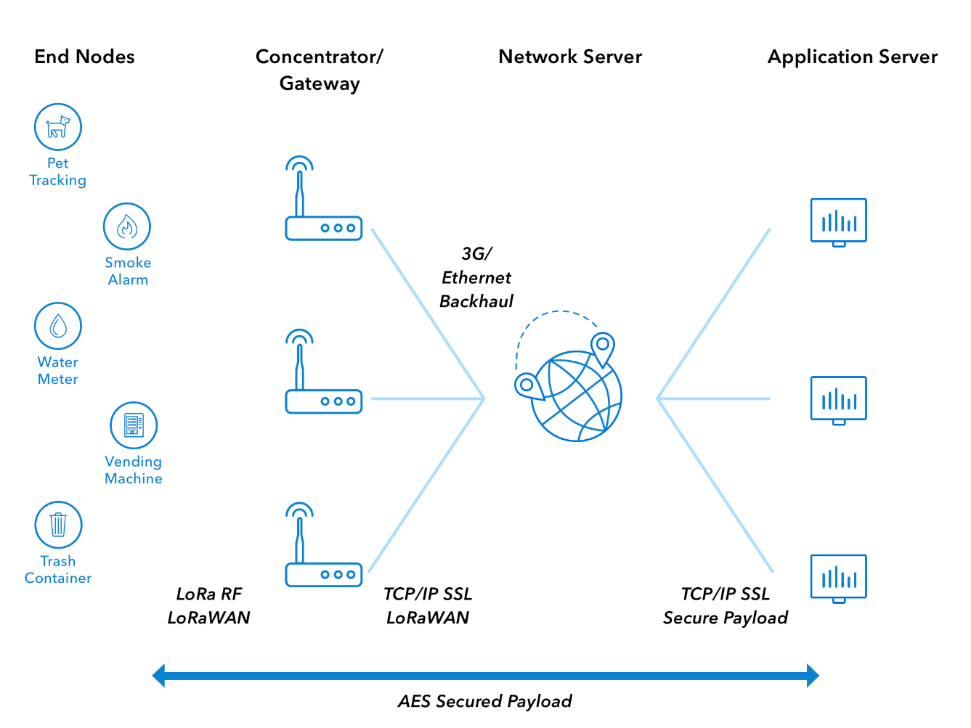 End Nodes
Concentrator/
Gateway
Network Server
Application Server
Pet
Tracking
Smoke
Alarm
Water
Meter
Vending
Machine
Trash
Container
3G/
Ethernet
Backhaul
LoRa RF
LoRaWAN
TCP/IP SSL
LoRaWAN
TCP/IP SSL
Secure Payload
AES Secured Payload